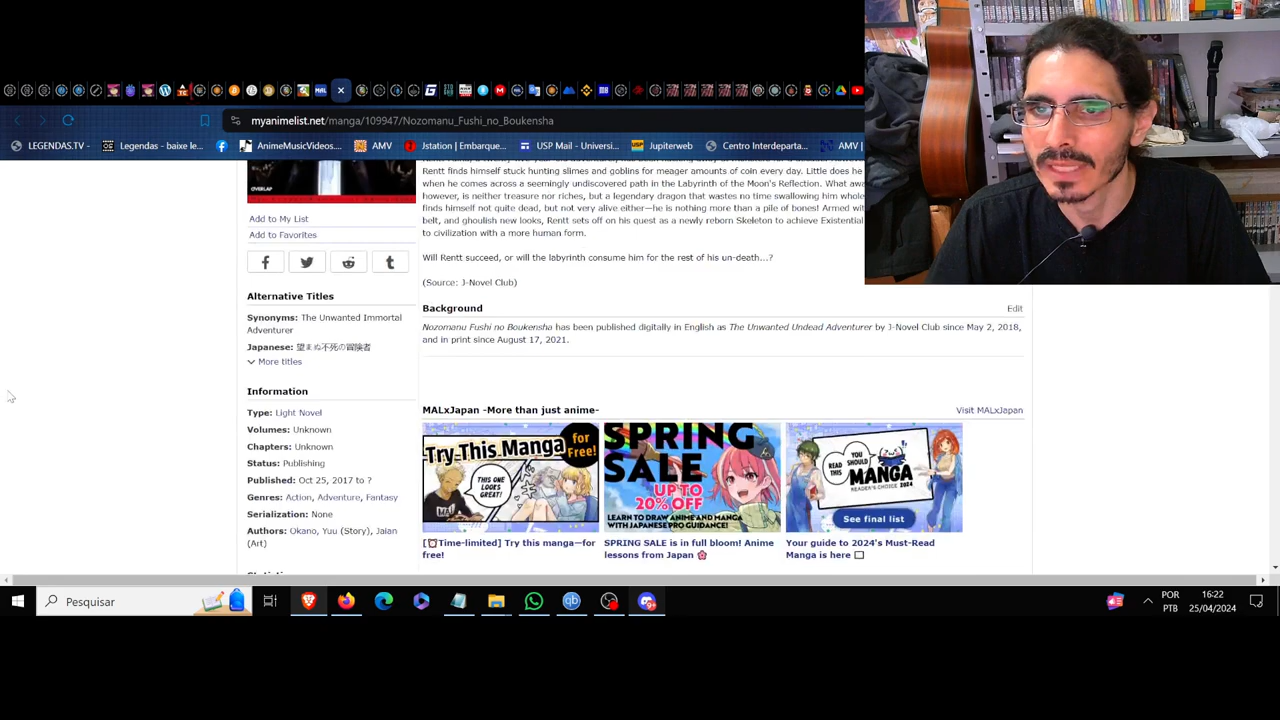 myanimelist.net/manga/109947/Nozomanu_Fushi_no_Boukensha
LEGENDAS.TV -
Legendas - baixe le...
AnimeMusicVideos....
AMV
Jstation | Embarque...
USP Mail - Universi...
Jupiterweb
Centro Interdeparta...
AMV |
OVERLAP
Rentt finds himself stuck hunting slimes and goblins for meager amounts of coin every day. Little does he
when he comes across a seemingly undiscovered path in the Labyrinth of the Moon's Reflection. What awa
however, is neither treasure nor riches, but a legendary dragon that wastes no time swallowing him whole
finds himself not quite dead, but not very alive either—he is nothing more than a pile of bones! Armed wit
belt, and ghoulish new looks, Rentt sets off on his quest as a newly reborn Skeleton to achieve Existential
to civilization with a more human form.
Will Rentt succeed, or will the labyrinth consume him for the rest of his un-death...?
(Source: J-Novel Club)
Add to My List
Add to Favorites
Alternative Titles
Synonyms: The Unwanted Immortal
Adventurer
Japanese: 望まぬ不死の冒険者
More titles
Information
Type: Light Novel
Volumes: Unknown
Chapters: Unknown
Status: Publishing
Published: Oct 25, 2017 to ?
Genres: Action, Adventure, Fantasy
Serialization: None
Authors: Okano, Yuu (Story), Jaian
(Art)
Background
Edit
Nozomanu Fushi no Boukensha has been published digitally in English as The Unwanted Undead Adventurer by J-Novel Club since May 2, 2018,
and in print since August 17, 2021.
MALxJapan -More than just anime-
Visit MALxJapan
Try This Manga
for
Free!
THIS ONE
LOOKS
GREAT!
SPRING
SALE
UP TO
20% OFF
LEARN TO DRAW ANIME AND MANGA
WITH JAPANESE PRO GUIDANCE!
READ
THIS!
YOU
SHOULD
MANGA
READER'S CHOICE 2024
See final list
[⏰Time-limited] Try this manga—for
free!
SPRING SALE is in full bloom! Anime
lessons from Japan 🌸
Your guide to 2024's Must-Read
Manga is here
Pesquisar
POR
PTB
16:22
25/04/2024